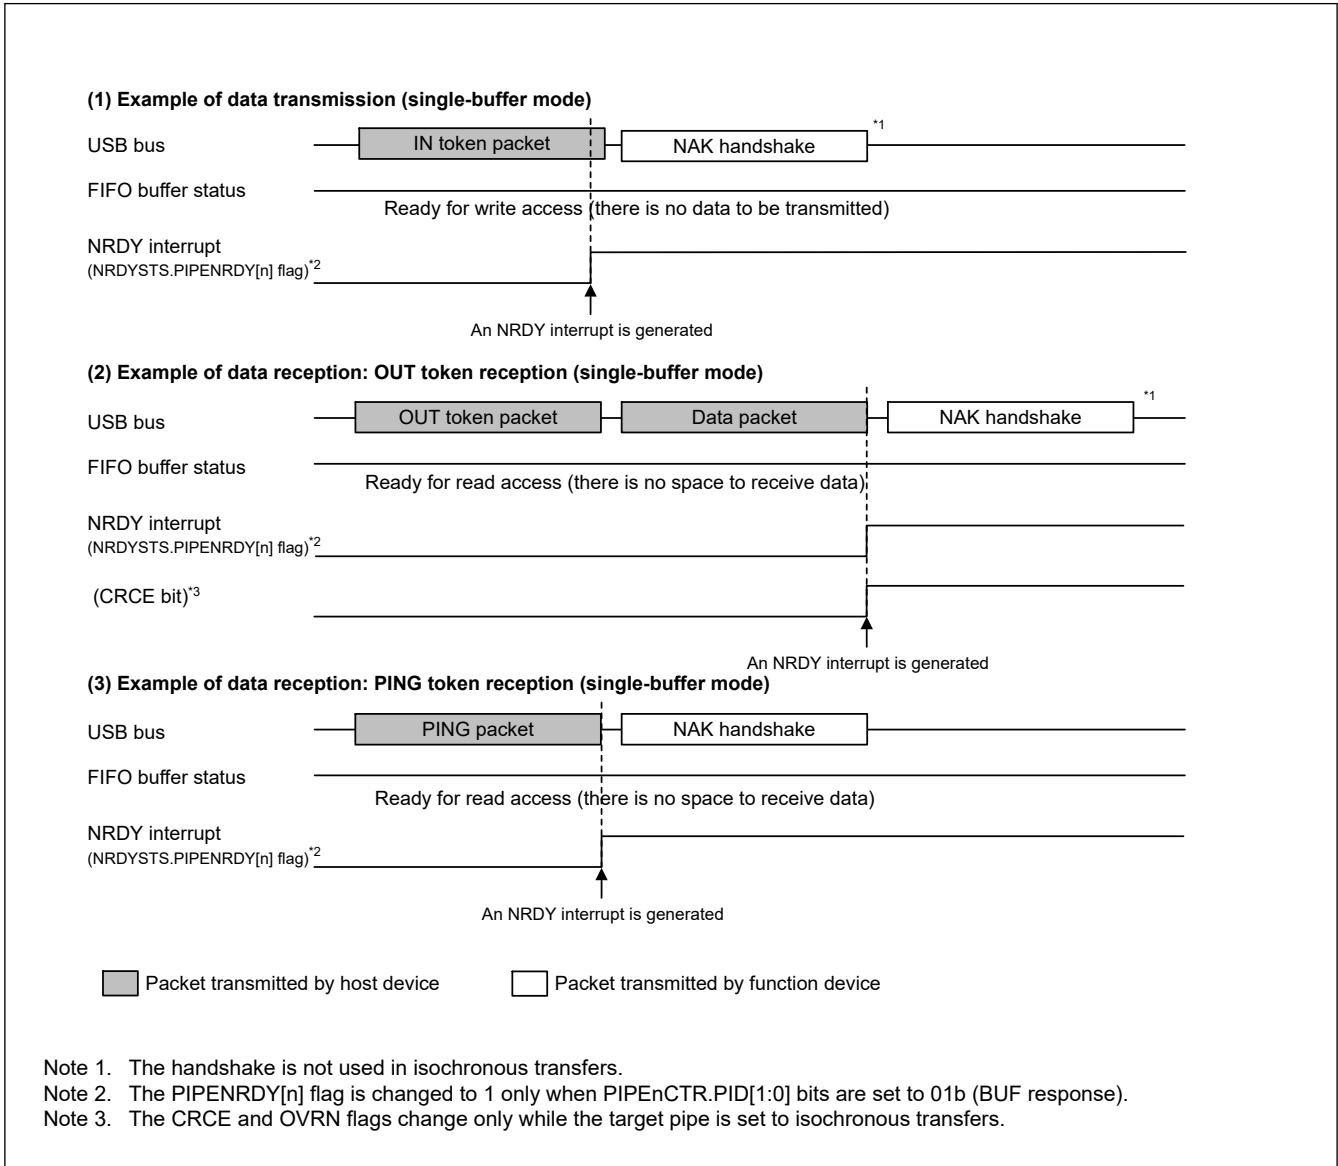 (1) Example of data transmission (single-buffer mode)
USB bus
IN token packet
NAK handshake
*1
FIFO buffer status
Ready for write access (there is no data to be transmitted)
NRDY interrupt
(NRDYSTS.PIPENRDY[n] flag)*2
An NRDY interrupt is generated
(2) Example of data reception: OUT token reception (single-buffer mode)
USB bus
OUT token packet
Data packet
NAK handshake
*1
FIFO buffer status
Ready for read access (there is no space to receive data)
NRDY interrupt
(NRDYSTS.PIPENRDY[n] flag)*2
(CRCE bit)*3
An NRDY interrupt is generated
(3) Example of data reception: PING token reception (single-buffer mode)
USB bus
PING packet
NAK handshake
FIFO buffer status
Ready for read access (there is no space to receive data)
NRDY interrupt
(NRDYSTS.PIPENRDY[n] flag)*2
An NRDY interrupt is generated
Packet transmitted by host device
Packet transmitted by function device
Note 1. The handshake is not used in isochronous transfers.
Note 2. The PIPENRDY[n] flag is changed to 1 only when PIPEnCTR.PID[1:0] bits are set to 01b (BUF response).
Note 3. The CRCE and OVRN flags change only while the target pipe is set to isochronous transfers.